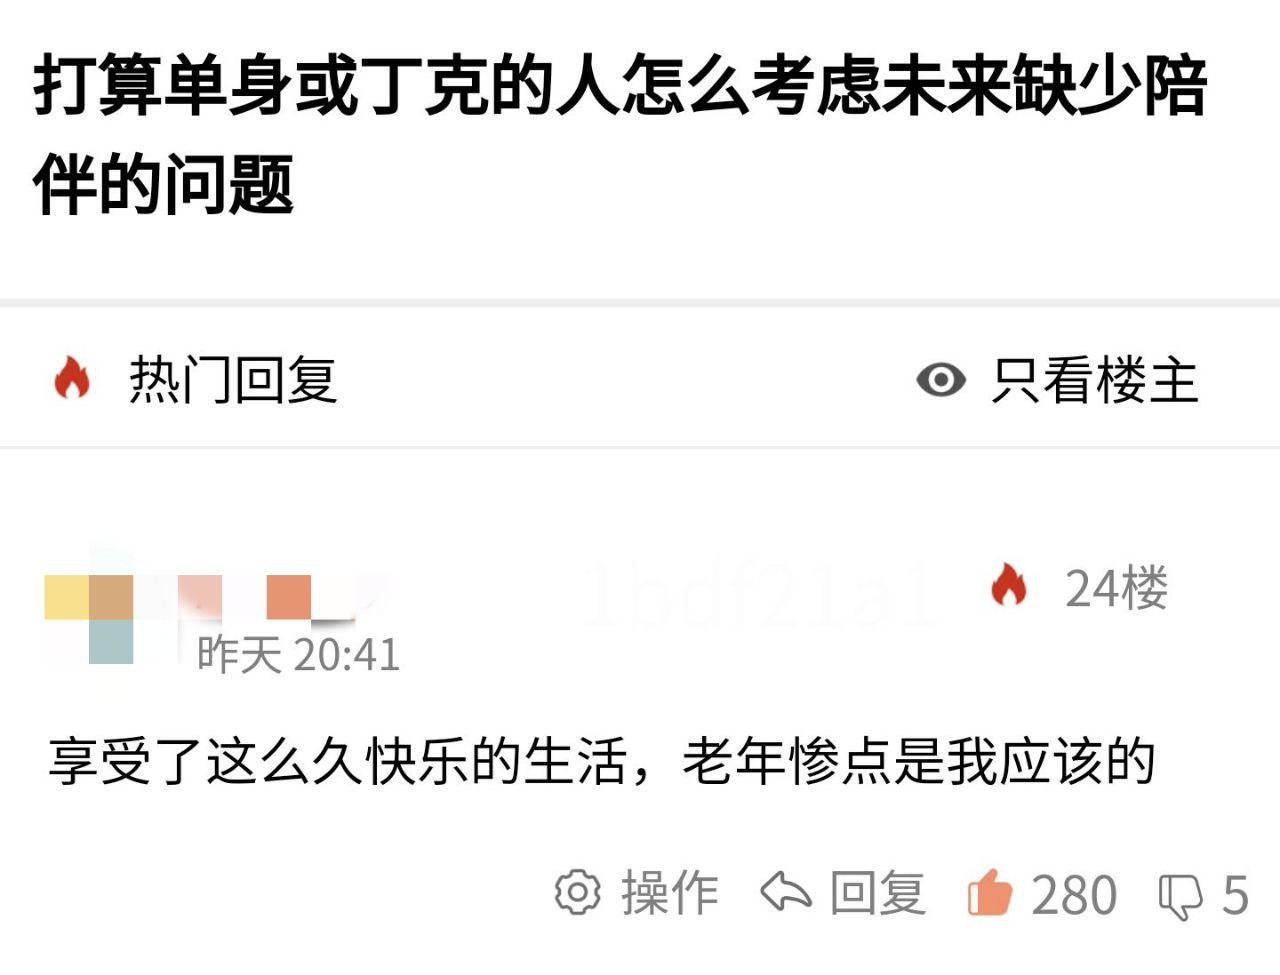 打算单身或丁克的人怎么考虑未来缺少陪
伴的问题
热门回复
只看楼主
1bdf21a1
24楼
昨天 20:41
享受了这么久快乐的生活，老年惨点是我应该的
操作
回复
280
5